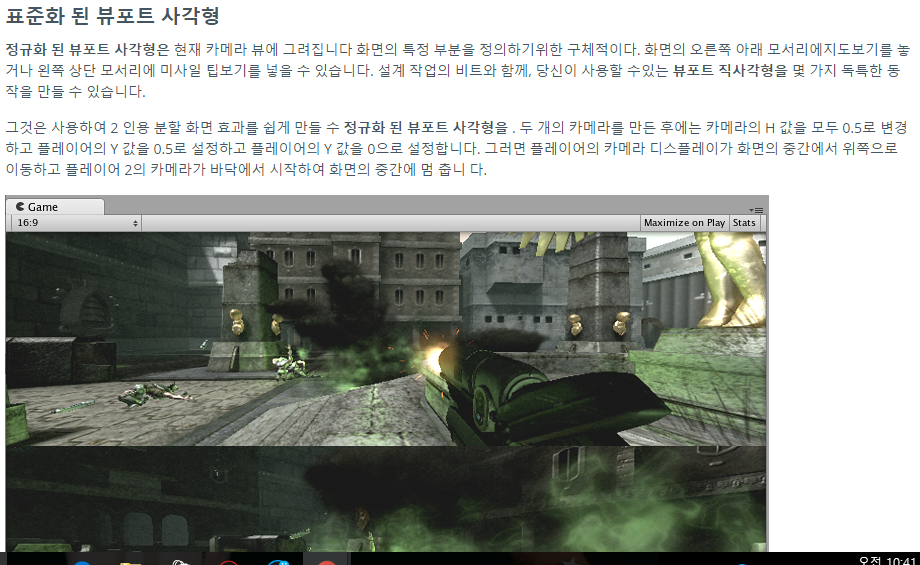 표준화 된 뷰포트 사각형
정규화 된 뷰포트 사각형은 현재 카메라 뷰에 그려집니다 화면의 특정 부분을 정의하기위한 구체적이다. 화면의 오른쪽 아래 모서리에지도보기를 놓
거나 왼쪽 상단 모서리에 미사일 팁보기를 넣을 수 있습니다. 설계 작업의 비트와 함께, 당신이 사용할 수있는 뷰포트 직사각형을 몇 가지 독특한 동
작을 만들 수 있습니다.
그것은 사용하여 2 인용 분할 화면 효과를 쉽게 만들 수 정규화 된 뷰포트 사각형을 . 두 개의 카메라를 만든 후에는 카메라의 H 값을 모두 0.5로 변경
하고 플레이어의 Y 값을 0.5로 설정하고 플레이어의 Y 값을 0으로 설정합니다. 그러면 플레이어의 카메라 디스플레이가 화면의 중간에서 위쪽으로
이동하고 플레이어 2의 카메라가 바닥에서 시작하여 화면의 중간에 멈 춥니 다.
Game
16:9 Maximize on Play Stats
오전 10:41